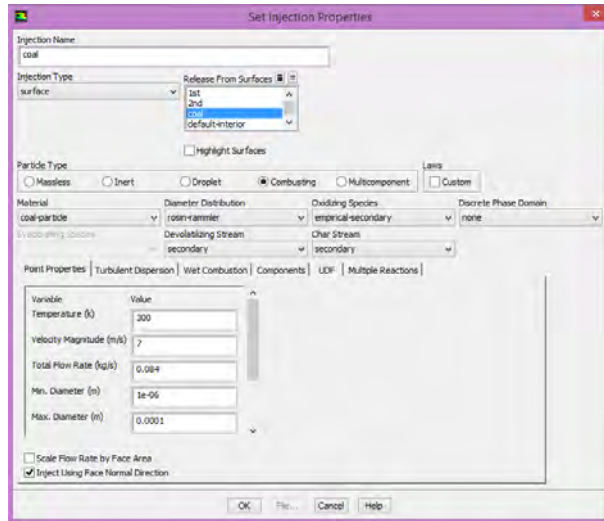 Set Injection Properties
Injection Name
coal
Injection Type
surface
Release From Surfaces
1st
2nd
coal
default-interior
Highlight Surfaces
Particle Type
Laws
Massless Inert Droplet Combusting Multicomponent Custom
Material Diameter Distribution Oxidizing Species Discrete Phase Domain
coal-particle rosin-rammler empirical-secondary none
Evaporating Species Devolatilizing Stream Char Stream
secondary secondary
Point Properties Turbulent Dispersion Wet Combustion Components UDF Multiple Reactions
Variable Value
Temperature (k) 300
Velocity Magnitude (m/s) 7
Total Flow Rate (kg/s) 0.084
Min. Diameter (m) 1e-06
Max. Diameter (m) 0.0001
Scale Flow Rate by Face Area
Inject Using Face Normal Direction
OK File... Cancel Help